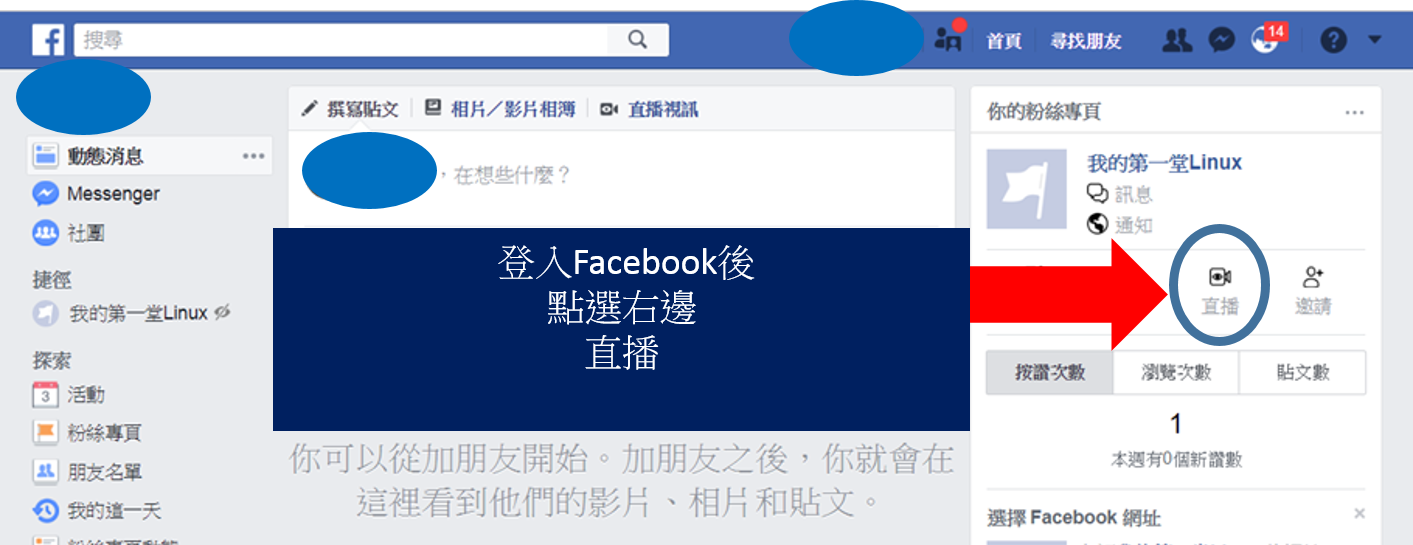 f
搜尋
首頁
尋找朋友
14
?
動態消息
Messenger
社團
捷徑
我的第一堂Linux
探索
3 活動
粉絲專頁
朋友名單
我的這一天
撰寫貼文 相片／影片相簿 直播視訊
，在想些什麼？
登入Facebook後
點選右邊
直播
你可以從加朋友開始。加朋友之後，你就會在
這裡看到他們的影片、相片和貼文。
你的粉絲專頁
我的第一堂Linux
訊息
通知
直播 邀請
按讚次數 瀏覽次數 貼文數
1
本週有0個新讚數
選擇 Facebook 網址